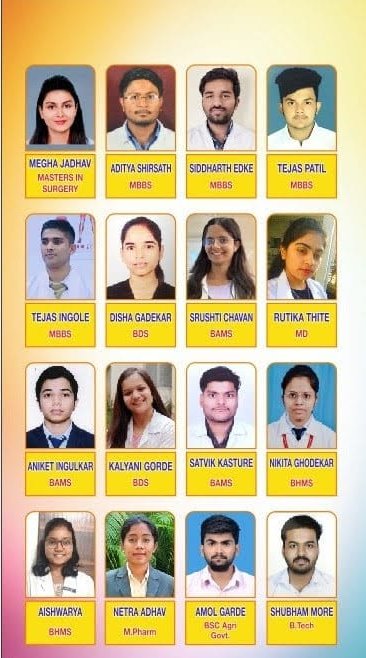 MEGHA JADHAV
MASTERS IN
SURGERY
ADITYA SHIRSATH
MBBS
SIDDHARTH EDKE
MBBS
TEJAS PATIL
MBBS
TEJAS INGOLE
MBBS
DISHA GADEKAR
BDS
SRUSHTI CHAVAN
BAMS
RUTIKA THITE
MD
ANIKET INGULKAR
BAMS
KALYANI GORDE
BDS
SATVIK KASTURE
BAMS
NIKITA GHODEKAR
BHMS
AISHWARYA
BHMS
NETRA ADHAV
M.Pharm
AMOL GARDE
BSC Agri
Govt.
SHUBHAM MORE
B.Tech